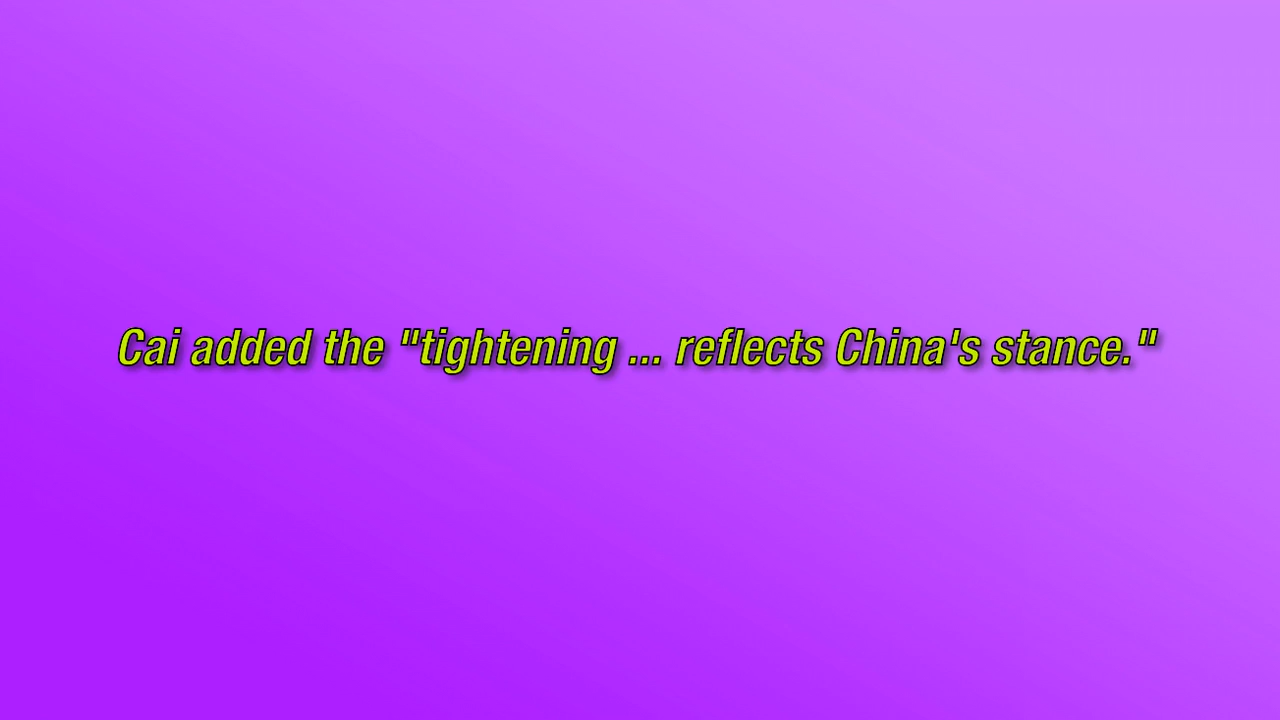 Cai added the "tightening ... reflects China's stance."